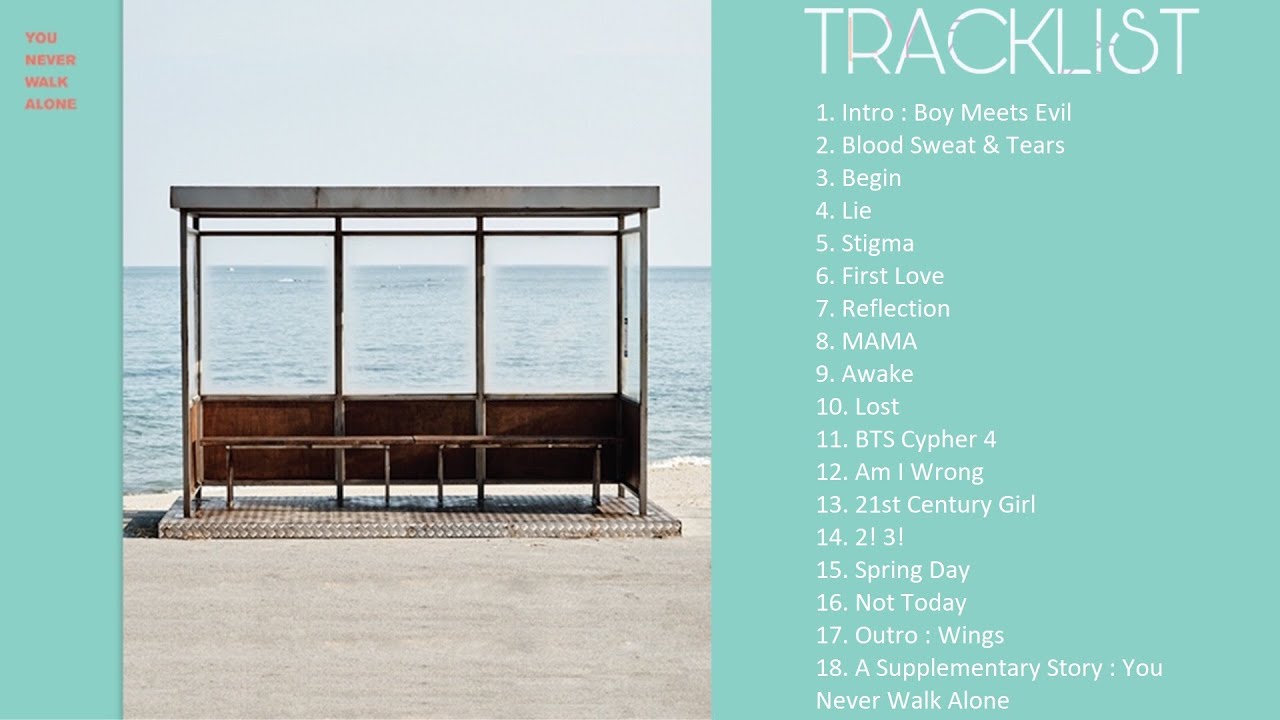 YOU
NEVER
WALK
ALONE
TRACKLIST
1. Intro : Boy Meets Evil
2. Blood Sweat & Tears
3. Begin
4. Lie
5. Stigma
6. First Love
7. Reflection
8. MAMA
9. Awake
10. Lost
11. BTS Cypher 4
12. Am I Wrong
13. 21st Century Girl
14. 2! 3!
15. Spring Day
16. Not Today
17. Outro : Wings
18. A Supplementary Story : You
Never Walk Alone